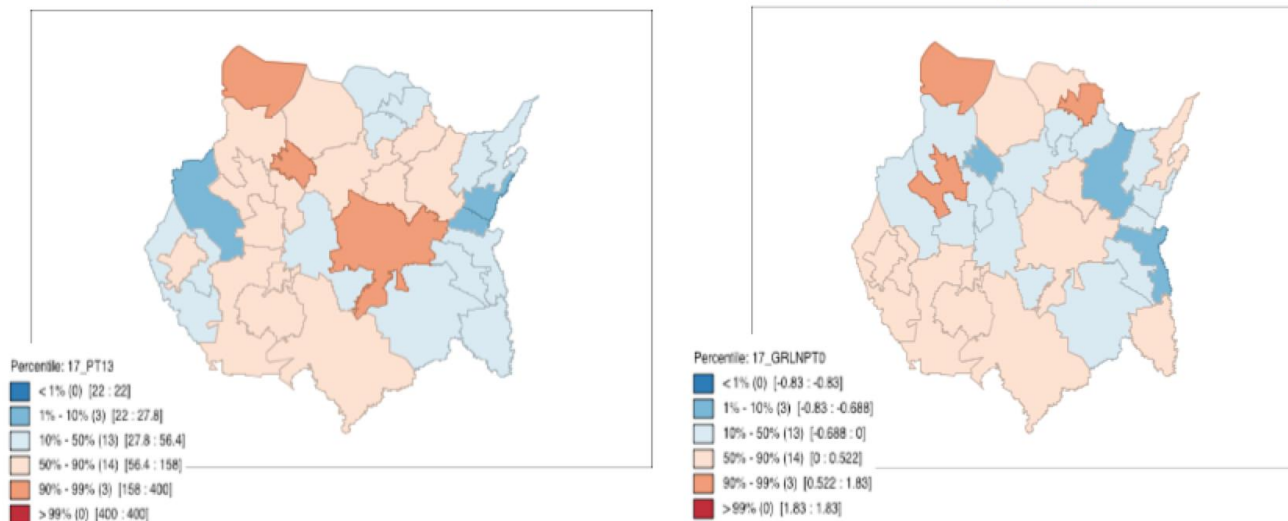 Percentile: 17_PT13
< 1% (0) [22 : 22]
1% - 10% (3) [22 : 27.8]
10% - 50% (13) [27.8 : 56.4]
50% - 90% (14) [56.4 : 158]
90% - 99% (3) [158 : 400]
> 99% (0) [400 : 400]
Percentile: 17_GRLNPT0
< 1% (0) [-0.83 : -0.83]
1% - 10% (3) [-0.83 : -0.688]
10% - 50% (13) [-0.688 : 0]
50% - 90% (14) [0 : 0.522]
90% - 99% (3) [0.522 : 1.83]
> 99% (0) [1.83 : 1.83]